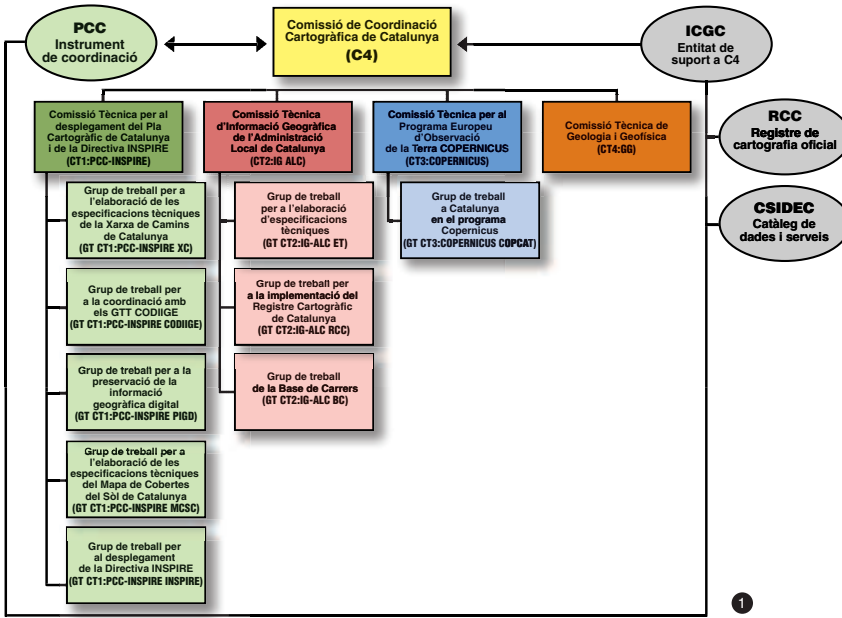 PCC
Instrument
de coordinació
Comissió de Coordinació
Cartogràfica de Catalunya
(C4)
ICGC
Entitat de
suport a C4
RCC
Registre de
cartografia oficial
CSIDEC
Catàleg de
dades i serveis
Comissió Tècnica per al
desplegament del Pla
Cartogràfic de Catalunya
i de la Directiva INSPIRE
(CT1:PCC-INSPIRE)
Grup de treball per a
l'elaboració de les
especificacions tècniques
de la Xarxa de Camins
de Catalunya
(GT CT1:PCC-INSPIRE XC)
Grup de treball per
a la coordinació amb
els GTT CODIIGE
(GT CT1:PCC-INSPIRE CODIIGE)
Grup de treball per a la
preservació de la
informació
geogràfica digital
(GT CT1:PCC-INSPIRE PIGD)
Grup de treball per a
l'elaboració de les
especificacions tècniques
del Mapa de Cobertes
del Sòl de Catalunya
(GT CT1:PCC-INSPIRE MCSC)
Grup de treball per
al desplegament
de la Directiva INSPIRE
(GT CT1:PCC-INSPIRE INSPIRE)
Comissió Tècnica
d'Informació Geogràfica
de l'Administració
Local de Catalunya
(CT2:IG ALC)
Grup de treball
per a l'elaboració
d'especificacions
tècniques
(GT CT2:IG-ALC ET)
Grup de treball per
a la implementació del
Registre Cartogràfic
de Catalunya
(GT CT2:IG-ALC RCC)
Grup de treball
de la Base de Carrers
(GT CT2:IG-ALC BC)
Comissió Tècnica per al
Programa Europeu
d'Observació
de la Terra COPERNICUS
(CT3:COPERNICUS)
Grup de treball
a Catalunya
en el programa
Copernicus
(GT CT3:COPERNICUS COPCAT)
Comissió Tècnica de
Geologia i Geofísica
(CT4:GG)
1